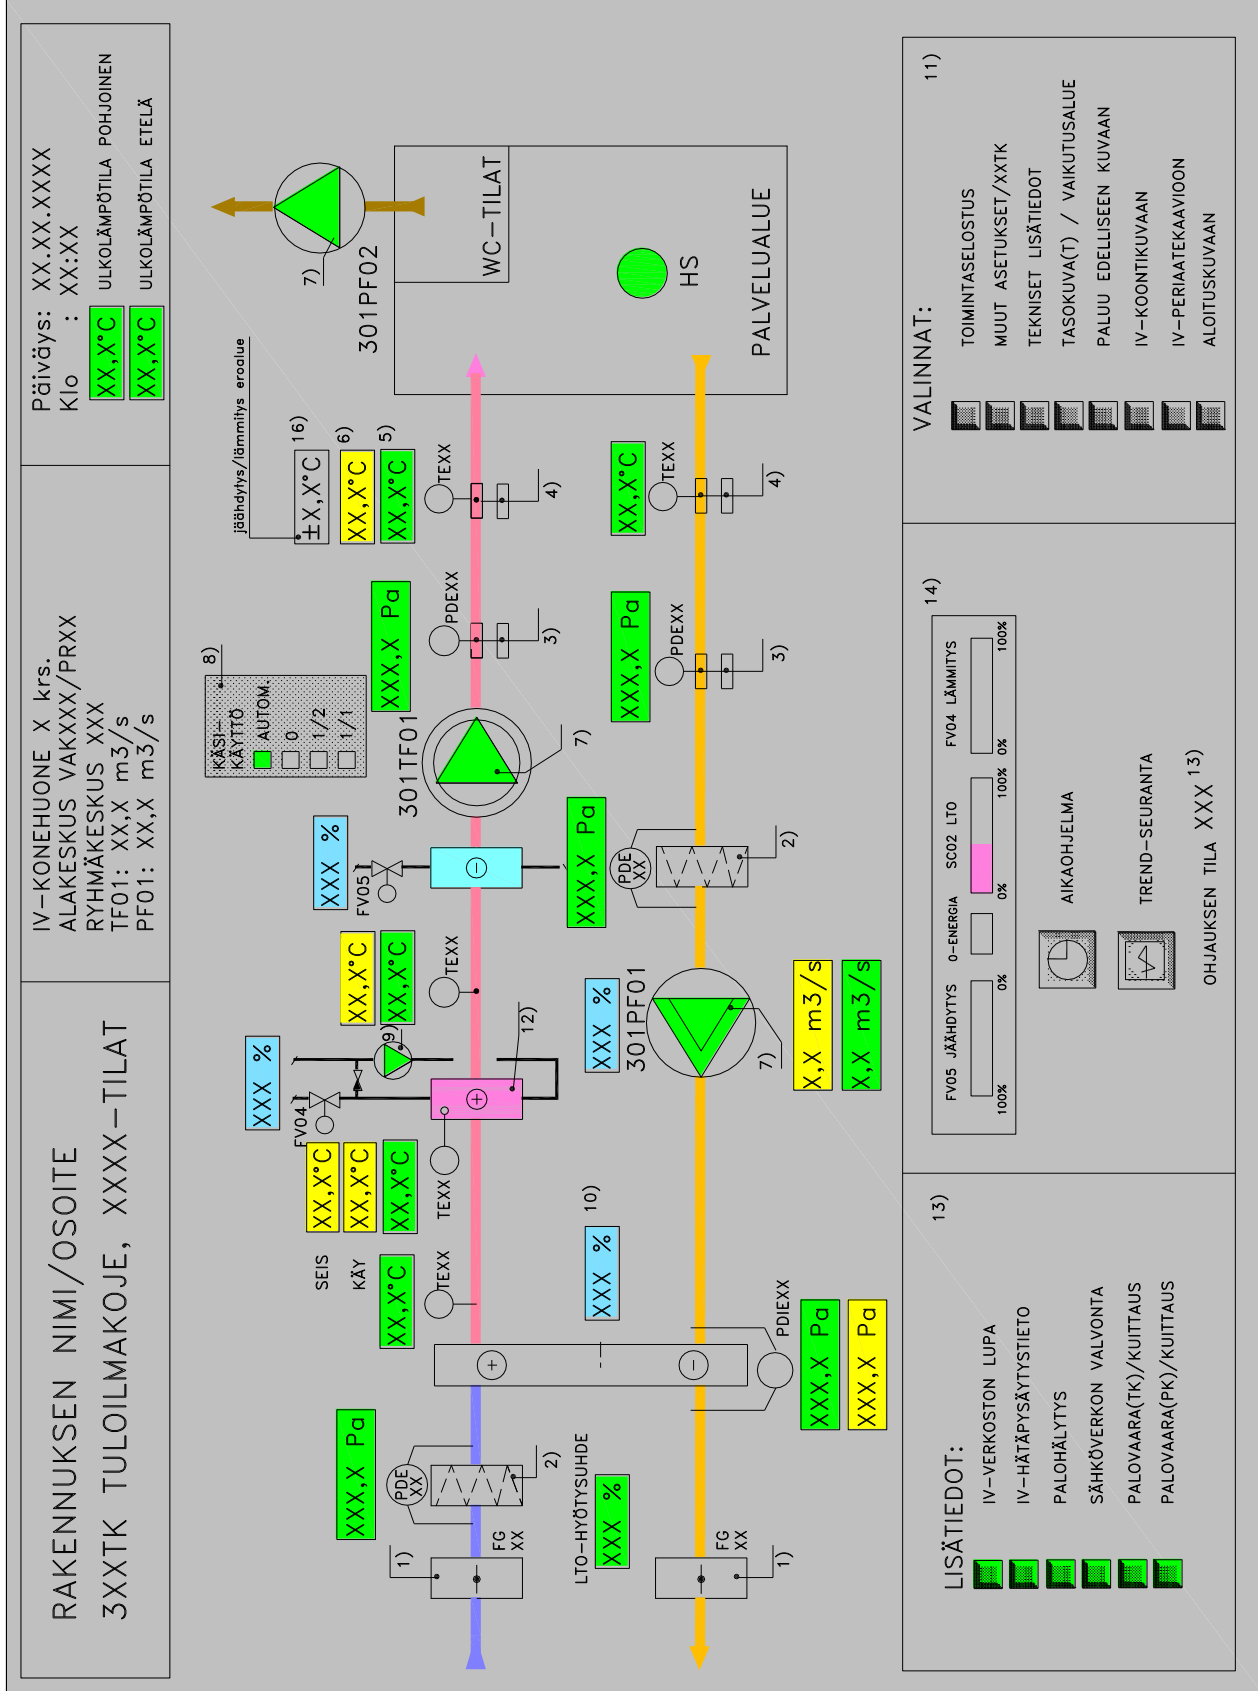 RAKENNUKSEN NIMI/OSOITE
3XXTK TULOILMAKOJE, XXXX-TILAT
IV-KONEHUONE X krs.
ALAKESKUS VAKXXX/PRXX
RYHMÄKESKUS XXX
TF01: XX,X m3/s
PF01: XX,X m3/s
Päiväys: XX.XX.XXXX
Klo : XX:XX
XX,X°C ULKOLÄMPÖTILA POHJOINEN
XX,X°C ULKOLÄMPÖTILA ETELÄ
KÄSI-
KÄYTTÖ
AUTOM.
0
1/2
1/1
8)
jäähdytys/lämmitys eroalue
±X,X°C
16)
XX,X°C
6)
XX,X°C
5)
7)
301PF02
WC-TILAT
HS
PALVELUALUE
XXX %
FV04
XXX %
FV05
SEIS
XX,X°C
KÄY
XX,X°C
XX,X°C
TEXX
XX,X°C
TEXX
9)
12)
XX,X°C
XX,X°C
TEXX
301TF01
7)
XXX,X Pa
PDEXX
3)
TEXX
4)
XXX,X Pa
PDE
XX
2)
1)
FG
XX
LTO-HYÖTYSUHDE
XXX %
XXX %
10)
XXX %
301PF01
7)
XXX,X Pa
PDE
XX
2)
XXX,X Pa
PDEXX
3)
XX,X°C
TEXX
4)
FG
XX
1)
PDIEXX
XXX,X Pa
XXX,X Pa
X,X m3/s
X,X m3/s
LISÄTIEDOT:
13)
IV-VERKOSTON LUPA
IV-HÄTÄPYSÄYTYSTIETO
PALOHÄLYTYS
SÄHKÖVERKON VALVONTA
PALOVAARA(TK)/KUITTAUS
PALOVAARA(PK)/KUITTAUS
14)
FV05 JÄÄHDYTYS
0-ENERGIA
SC02 LTO
FV04 LÄMMITYS
100%
0%
0%
100%
0%
100%
AIKAOHJELMA
TREND-SEURANTA
OHJAUKSEN TILA XXX 13)
VALINNAT:
11)
TOIMINTASELOSTUS
MUUT ASETUKSET/XXTK
TEKNISET LISÄTIEDOT
TASOKUVA(T) / VAIKUTUSALUE
PALUU EDELLISEEN KUVAAN
IV-KOONTIKUVAAN
IV-PERIAATEKAAVIOON
ALOITUSKUVAAN